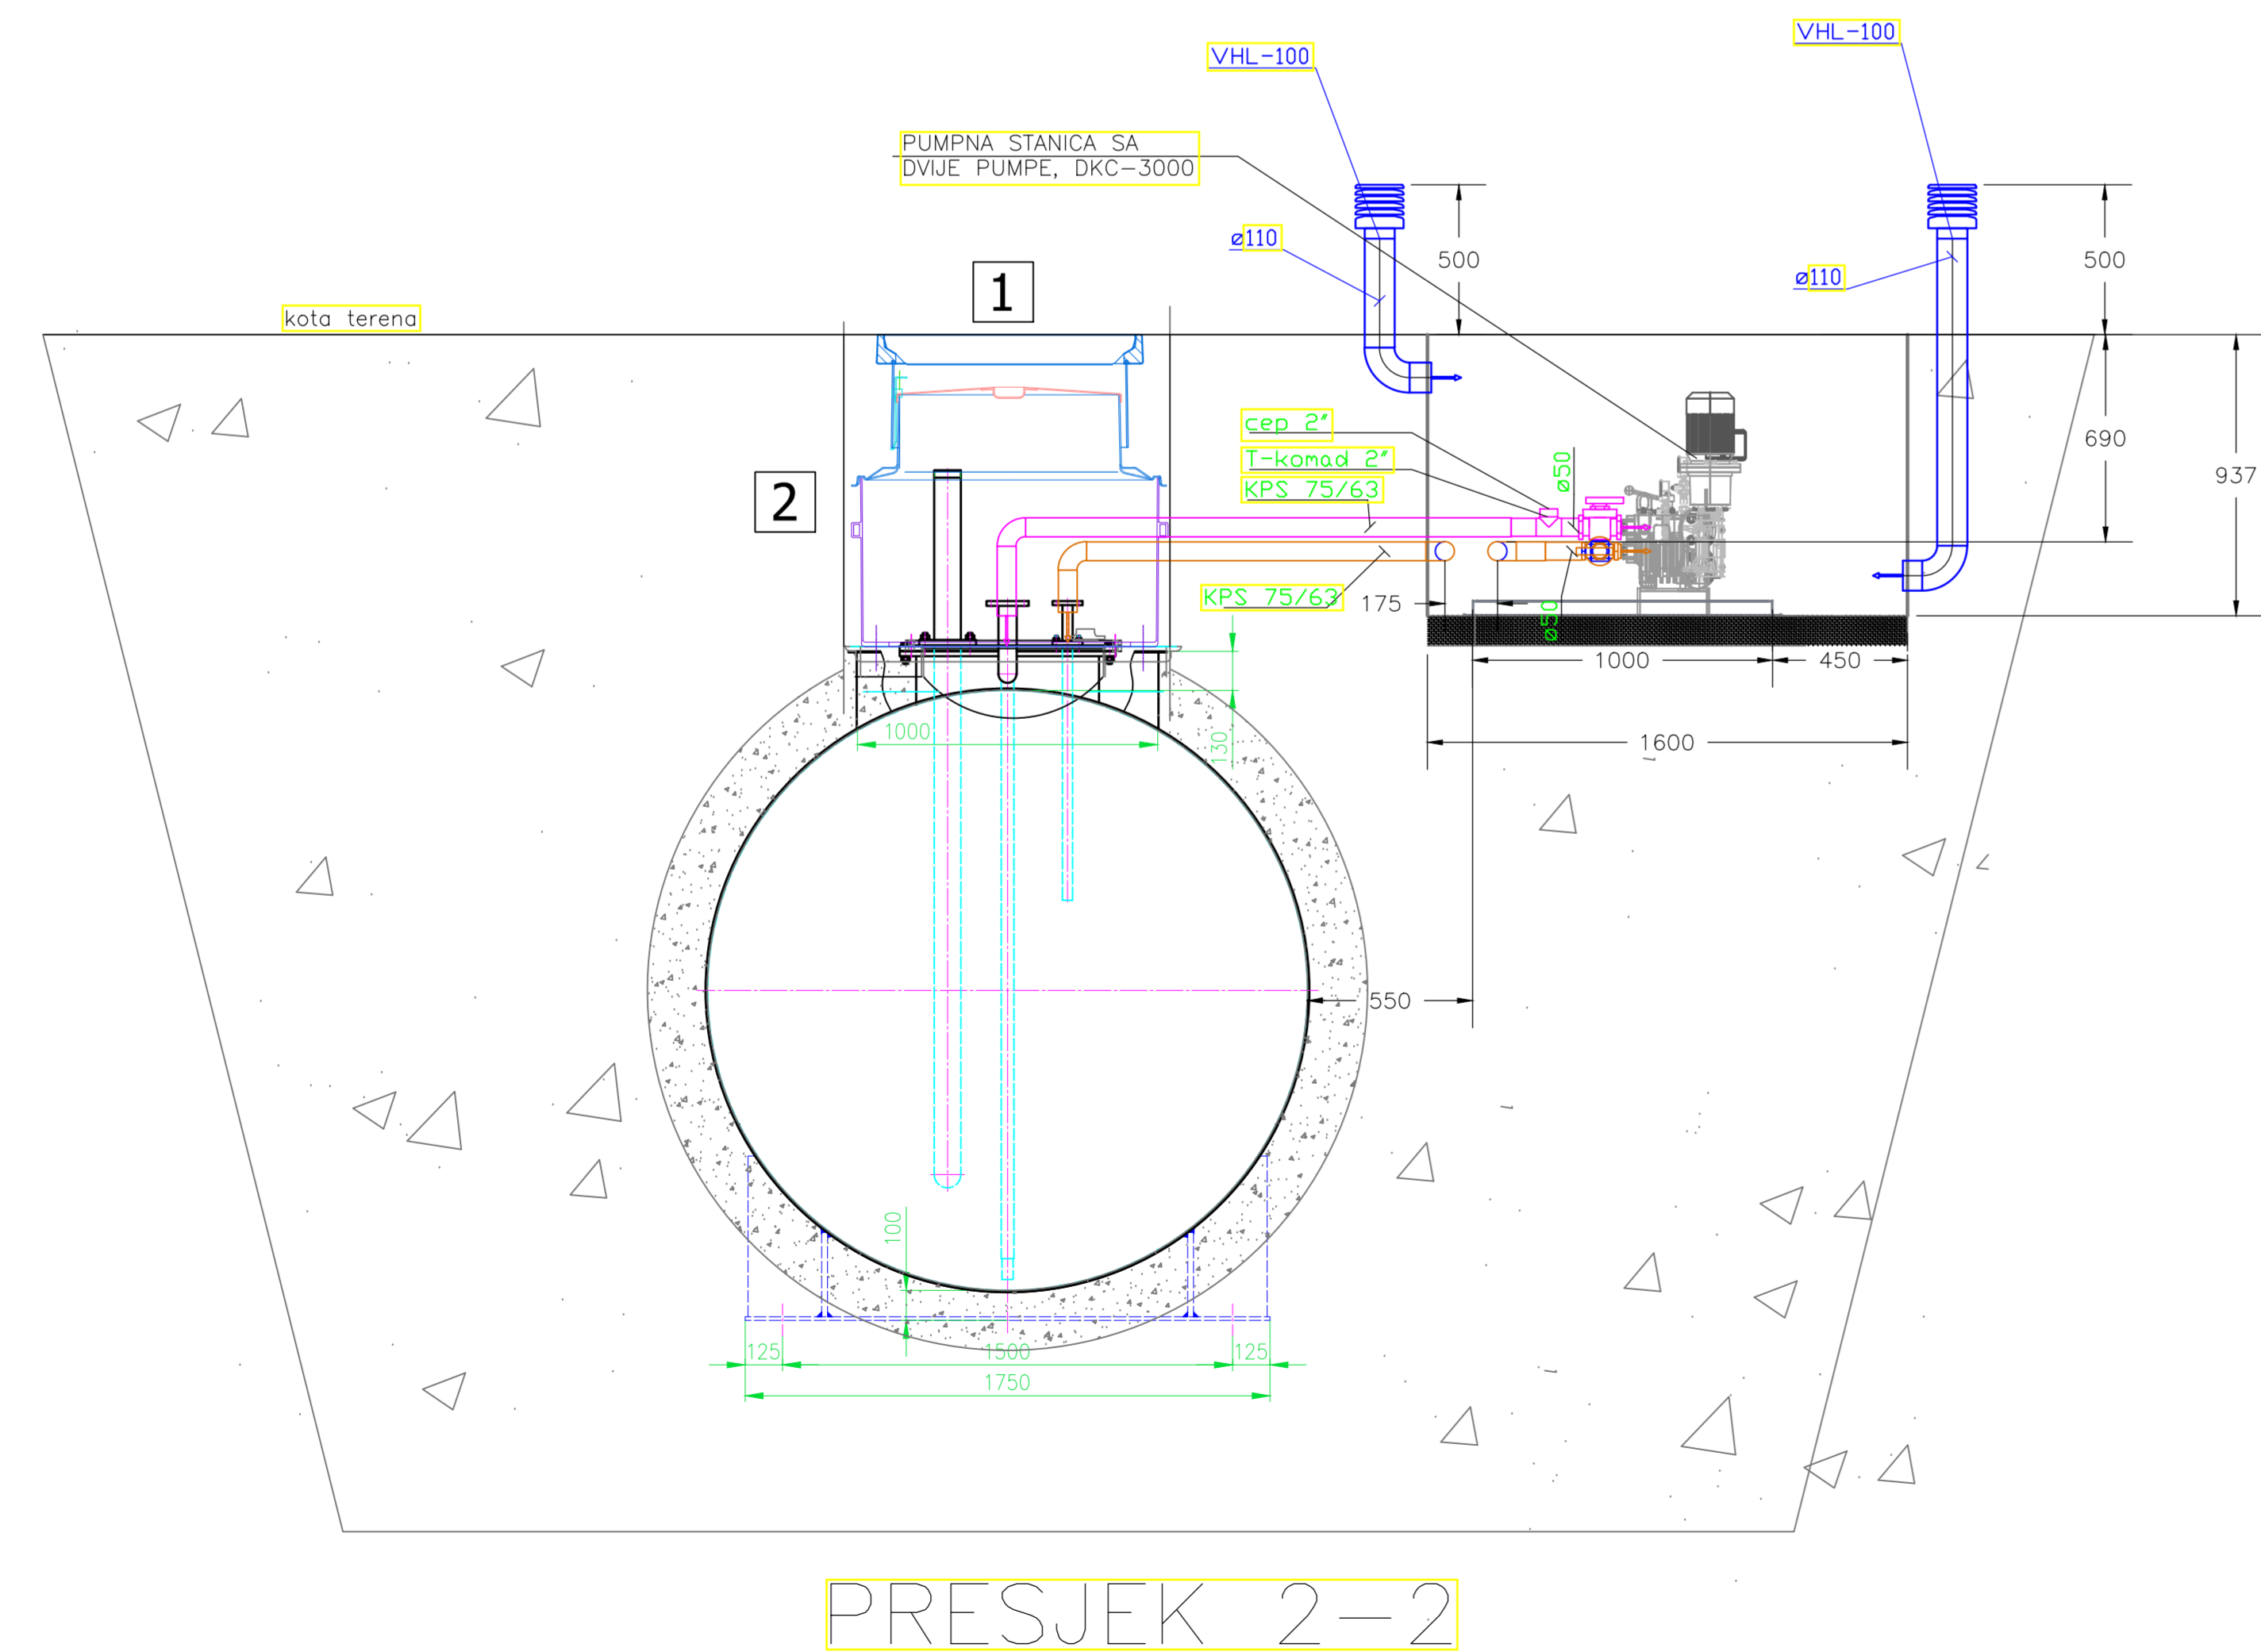 VHL-100
VHL-100
PUMPNA STANICA SA
DVIJE PUMPE, DKC-3000
ø110
500
ø110
500
1
kota terena
cep 2"
T-komad 2"
KPS 75/63
ø50
690
937
2
KPS 75/63
175
ø50
1000
450
1000
130
1600
550
100
125
1500
125
1750
PRESJEK 2-2